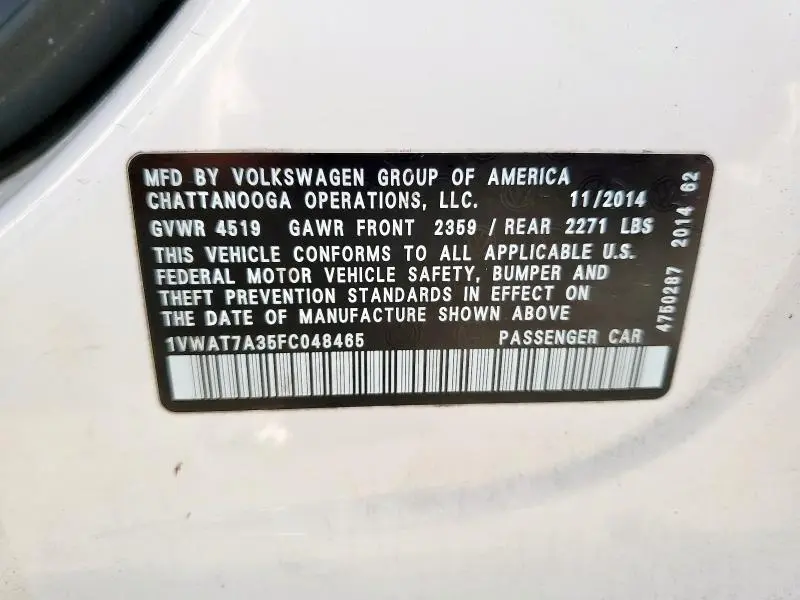 MFD BY VOLKSWAGEN GROUP OF AMERICA
CHATTANOOGA OPERATIONS, LLC. 11/2014
GVWR 4519 GAWR FRONT 2359 / REAR 2271 LBS
THIS VEHICLE CONFORMS TO ALL APPLICABLE U.S.
FEDERAL MOTOR VEHICLE SAFETY, BUMPER AND
THEFT PREVENTION STANDARDS IN EFFECT ON
THE DATE OF MANUFACTURE SHOWN ABOVE
1VWAT7A35FC048465 PASSENGER CAR
4750287 2014 62